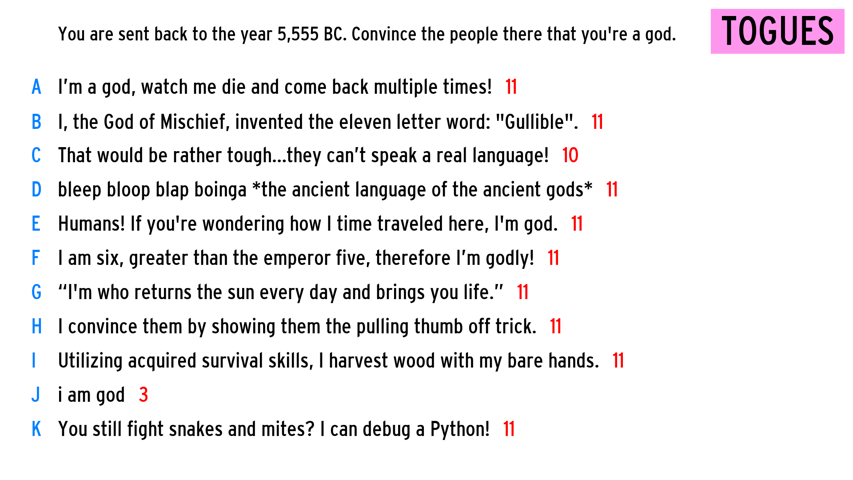 You are sent back to the year 5,555 BC. Convince the people there that you're a god.
TOGUES
A I’m a god, watch me die and come back multiple times! 11
B I, the God of Mischief, invented the eleven letter word: "Gullible". 11
C That would be rather tough...they can’t speak a real language! 10
D bleep bloop blap boinga *the ancient language of the ancient gods* 11
E Humans! If you're wondering how I time traveled here, I'm god. 11
F I am six, greater than the emperor five, therefore I’m godly! 11
G “I'm who returns the sun every day and brings you life.” 11
H I convince them by showing them the pulling thumb off trick. 11
I Utilizing acquired survival skills, I harvest wood with my bare hands. 11
J i am god 3
K You still fight snakes and mites? I can debug a Python! 11